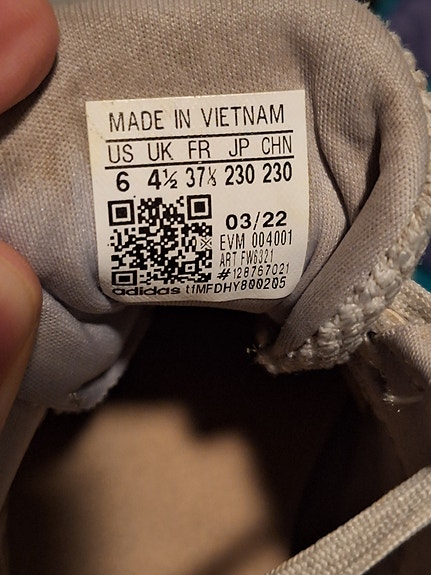 MADE IN VIETNAM
US UK FR JP CHN
6 4½ 37⅓ 230 230
03/22
EVM 004001
ART FW6321
#128767021
adidas t1MFDHY800205